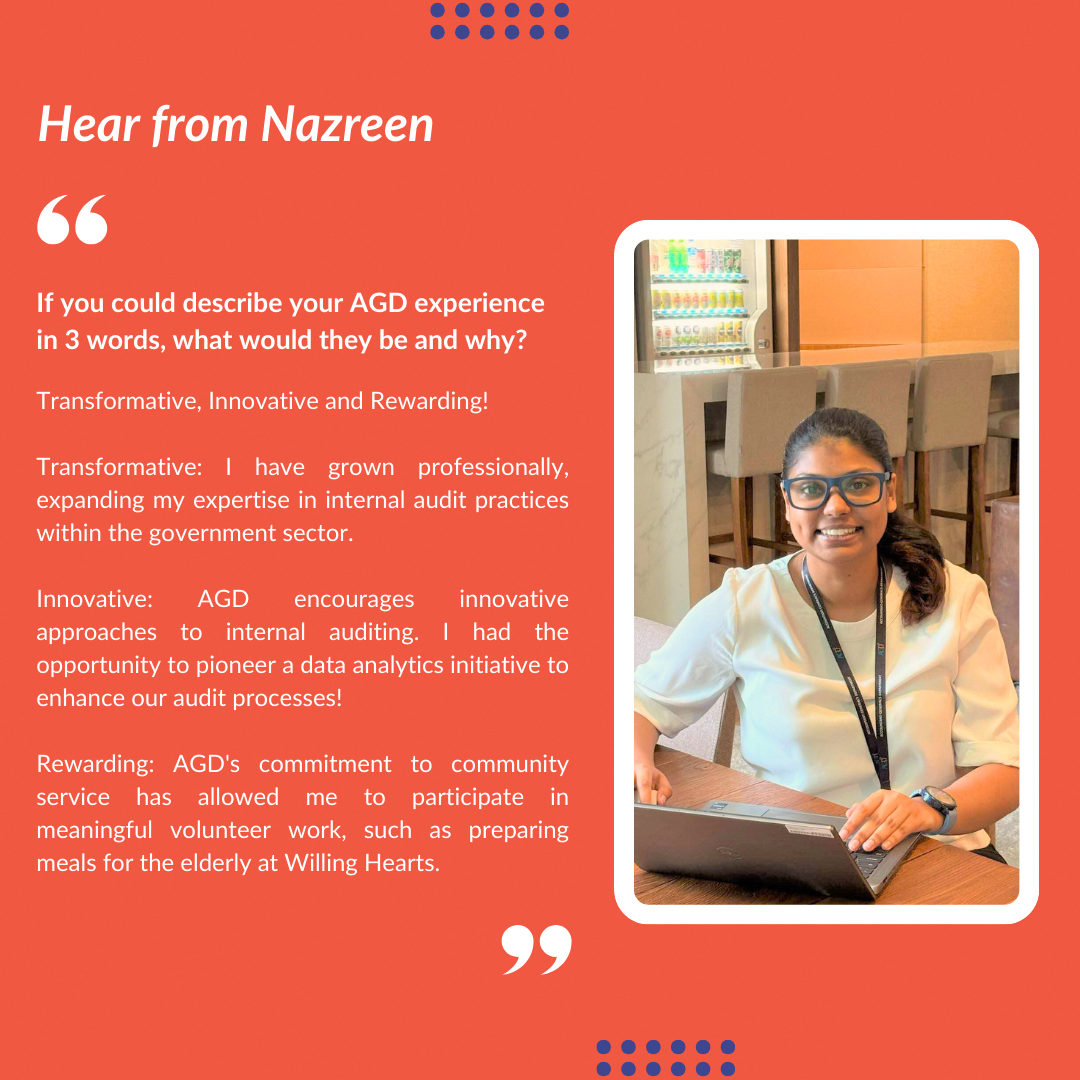 Hear from Nazreen
“
If you could describe your AGD experience
in 3 words, what would they be and why?
Transformative, Innovative and Rewarding!
Transformative: I have grown professionally,
expanding my expertise in internal audit practices
within the government sector.
Innovative: AGD encourages innovative
approaches to internal auditing. I had the
opportunity to pioneer a data analytics initiative to
enhance our audit processes!
Rewarding: AGD's commitment to community
service has allowed me to participate in
meaningful volunteer work, such as preparing
meals for the elderly at Willing Hearts.
”